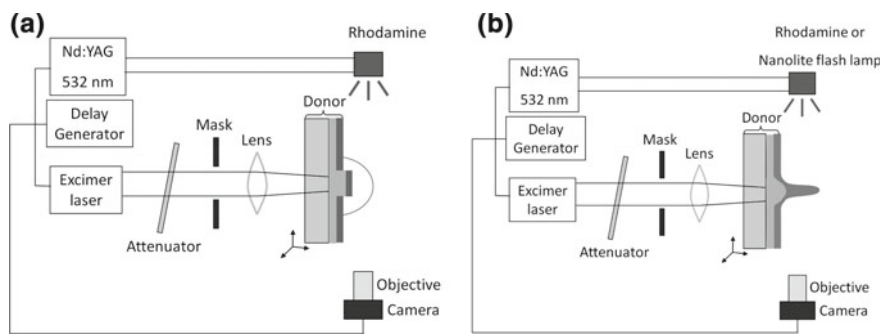 (a)
Rhodamine
Nd:YAG
532 nm
Donor
Delay
Generator
Mask
Lens
Excimer
laser
Attenuator
Objective
Camera
(b)
Rhodamine or
Nanolite flash lamp
Nd:YAG
532 nm
Donor
Delay
Generator
Mask
Lens
Excimer
laser
Attenuator
Objective
Camera